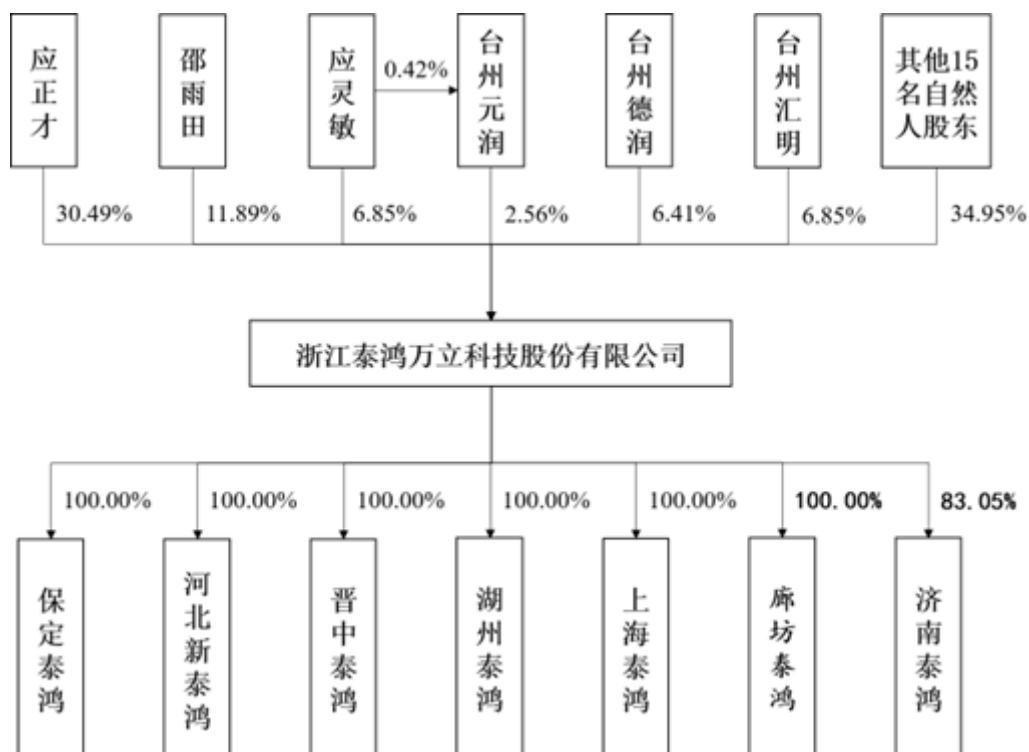 应正才
邵雨田
应灵敏
0.42%
台州元润
台州德润
台州汇明
其他15
名自然
人股东
30.49%
11.89%
6.85%
2.56%
6.41%
6.85%
34.95%
浙江泰鸿万立科技股份有限公司
100.00%
100.00%
100.00%
100.00%
100.00%
100.00%
83.05%
保定泰鸿
河北新泰鸿
晋中泰鸿
湖州泰鸿
上海泰鸿
廊坊泰鸿
济南泰鸿